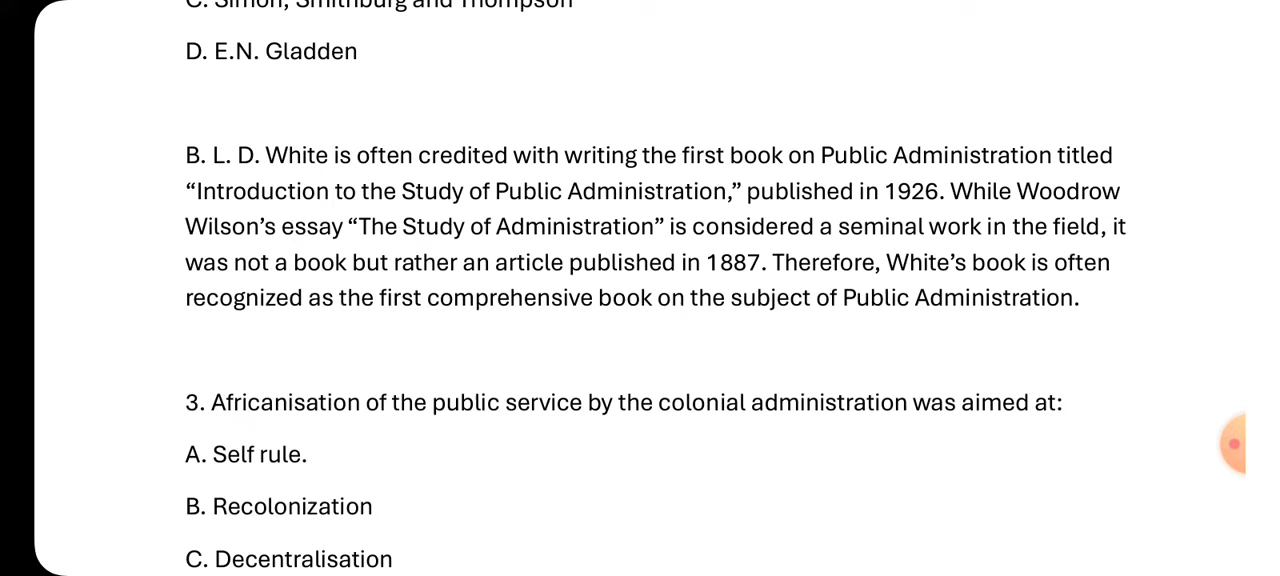 C. Simon, Smithburg and Thompson
D. E.N. Gladden
B. L. D. White is often credited with writing the first book on Public Administration titled
“Introduction to the Study of Public Administration,” published in 1926. While Woodrow
Wilson’s essay “The Study of Administration” is considered a seminal work in the field, it
was not a book but rather an article published in 1887. Therefore, White’s book is often
recognized as the first comprehensive book on the subject of Public Administration.
3. Africanisation of the public service by the colonial administration was aimed at:
A. Self rule.
B. Recolonization
C. Decentralisation